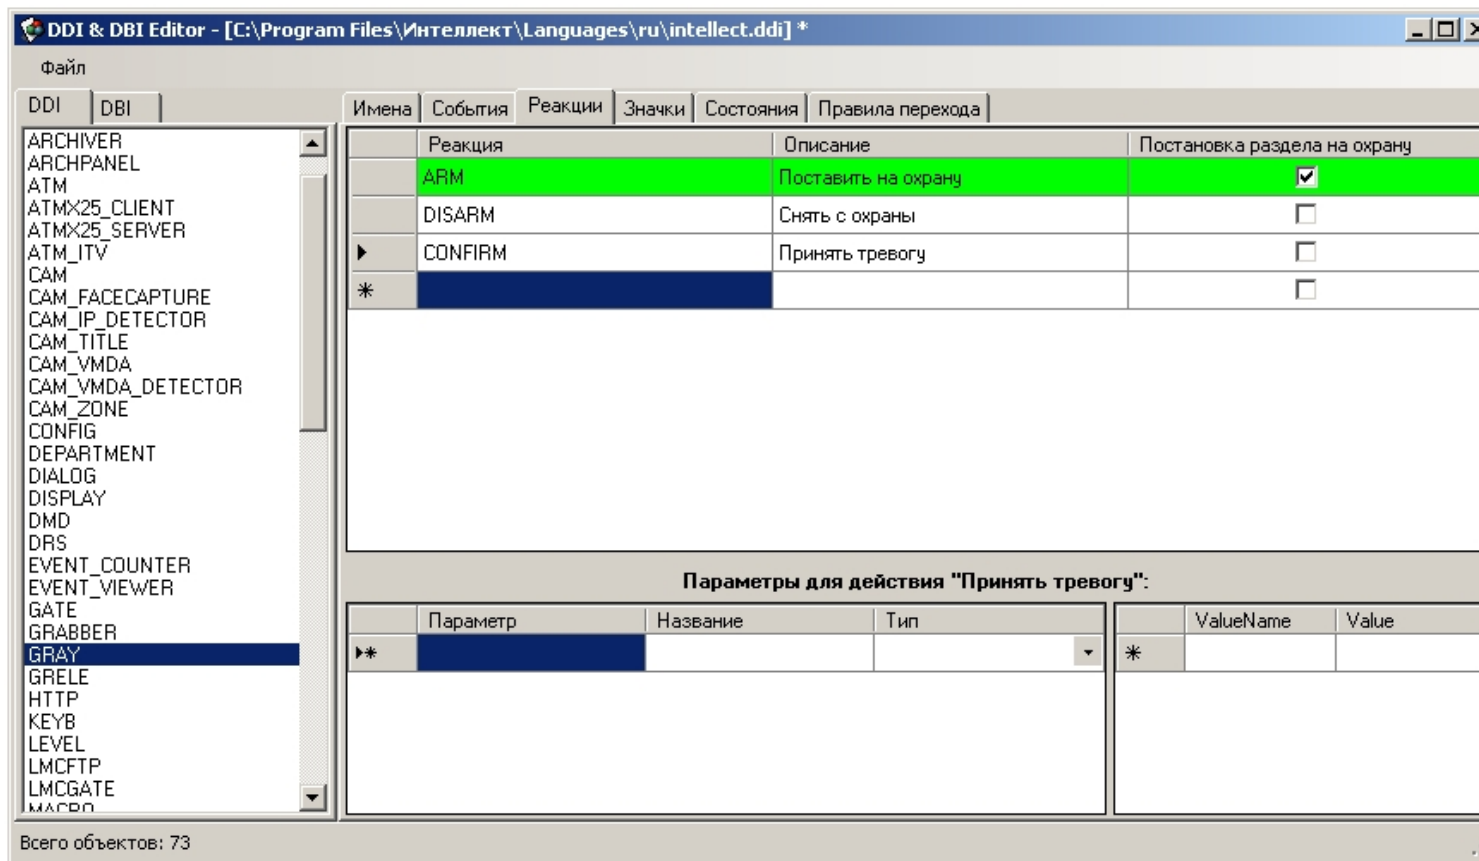 DDI & DBI Editor - [C:\Program Files\Интеллект\Languages\ru\intellect.ddi] *
Файл
DDI DBI
Имена События Реакции Значки Состояния Правила перехода
ARCHIVER
ARCHPANEL
ATM
ATMX25_CLIENT
ATMX25_SERVER
ATM_ITV
CAM
CAM_FACECAPTURE
CAM_IP_DETECTOR
CAM_TITLE
CAM_VMDA
CAM_VMDA_DETECTOR
CAM_ZONE
CONFIG
DEPARTMENT
DIALOG
DISPLAY
DMD
DRS
EVENT_COUNTER
EVENT_VIEWER
GATE
GRABBER
GRAY
GRELE
HTTP
KEYB
LEVEL
LMCFTP
LMCGATE
MACRO
Реакция Описание Постановка раздела на охрану
ARM Поставить на охрану
DISARM Снять с охраны
CONFIRM Принять тревогу
Параметры для действия "Принять тревогу":
Параметр Название Тип
ValueName Value
Всего объектов: 73